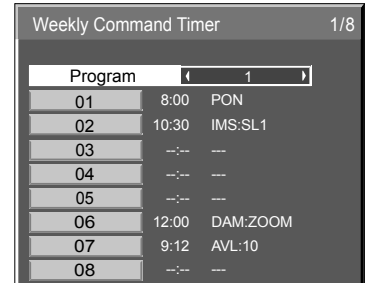 Weekly Command Timer 1/8
Program 1
01 8:00 PON
02 10:30 IMS:SL1
03 --:-- ---
04 --:-- ---
05 --:-- ---
06 12:00 DAM:ZOOM
07 9:12 AVL:10
08 --:-- ---